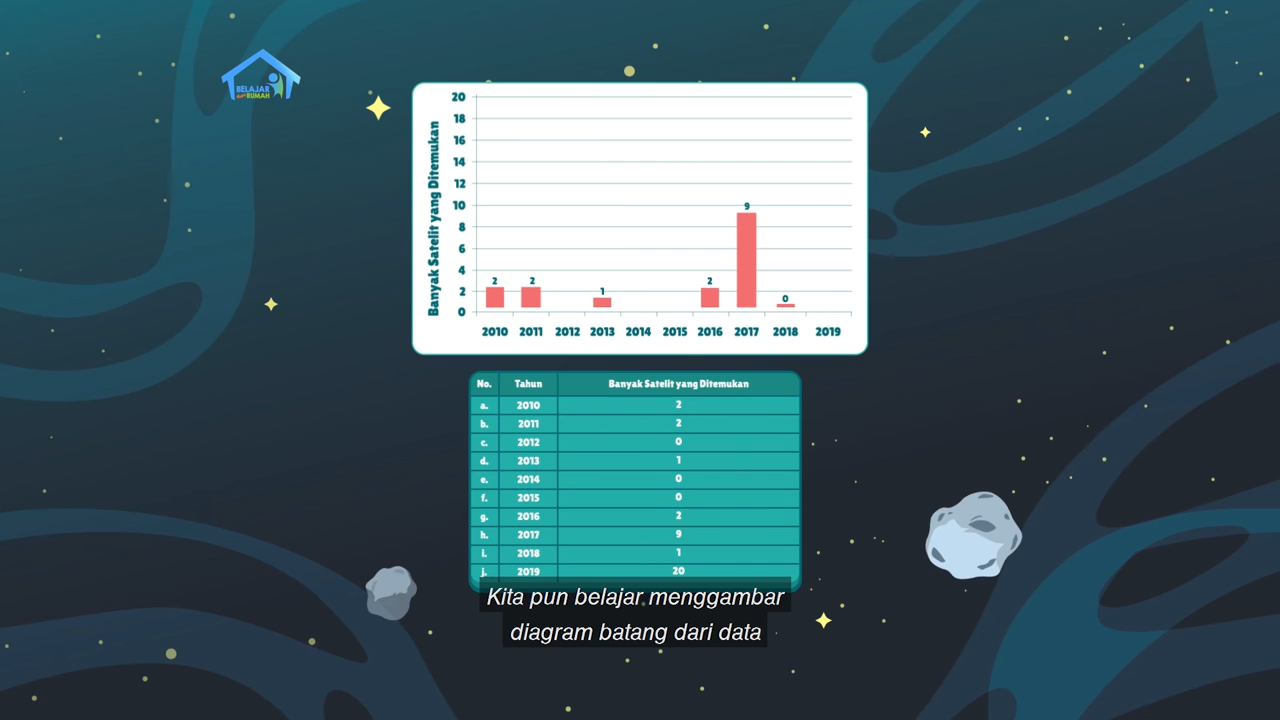 BELAJAR
dari RUMAH
Banyak Satelit yang Ditemukan
20
18
16
14
12
10
8
6
4
2
0
2
2
1
2
9
0
2010 2011 2012 2013 2014 2015 2016 2017 2018 2019
No. Tahun Banyak Satelit yang Ditemukan
a. 2010 2
b. 2011 2
c. 2012 0
d. 2013 1
e. 2014 0
f. 2015 0
g. 2016 2
h. 2017 9
i. 2018 1
j. 2019 20
Kita pun belajar menggambar
diagram batang dari data